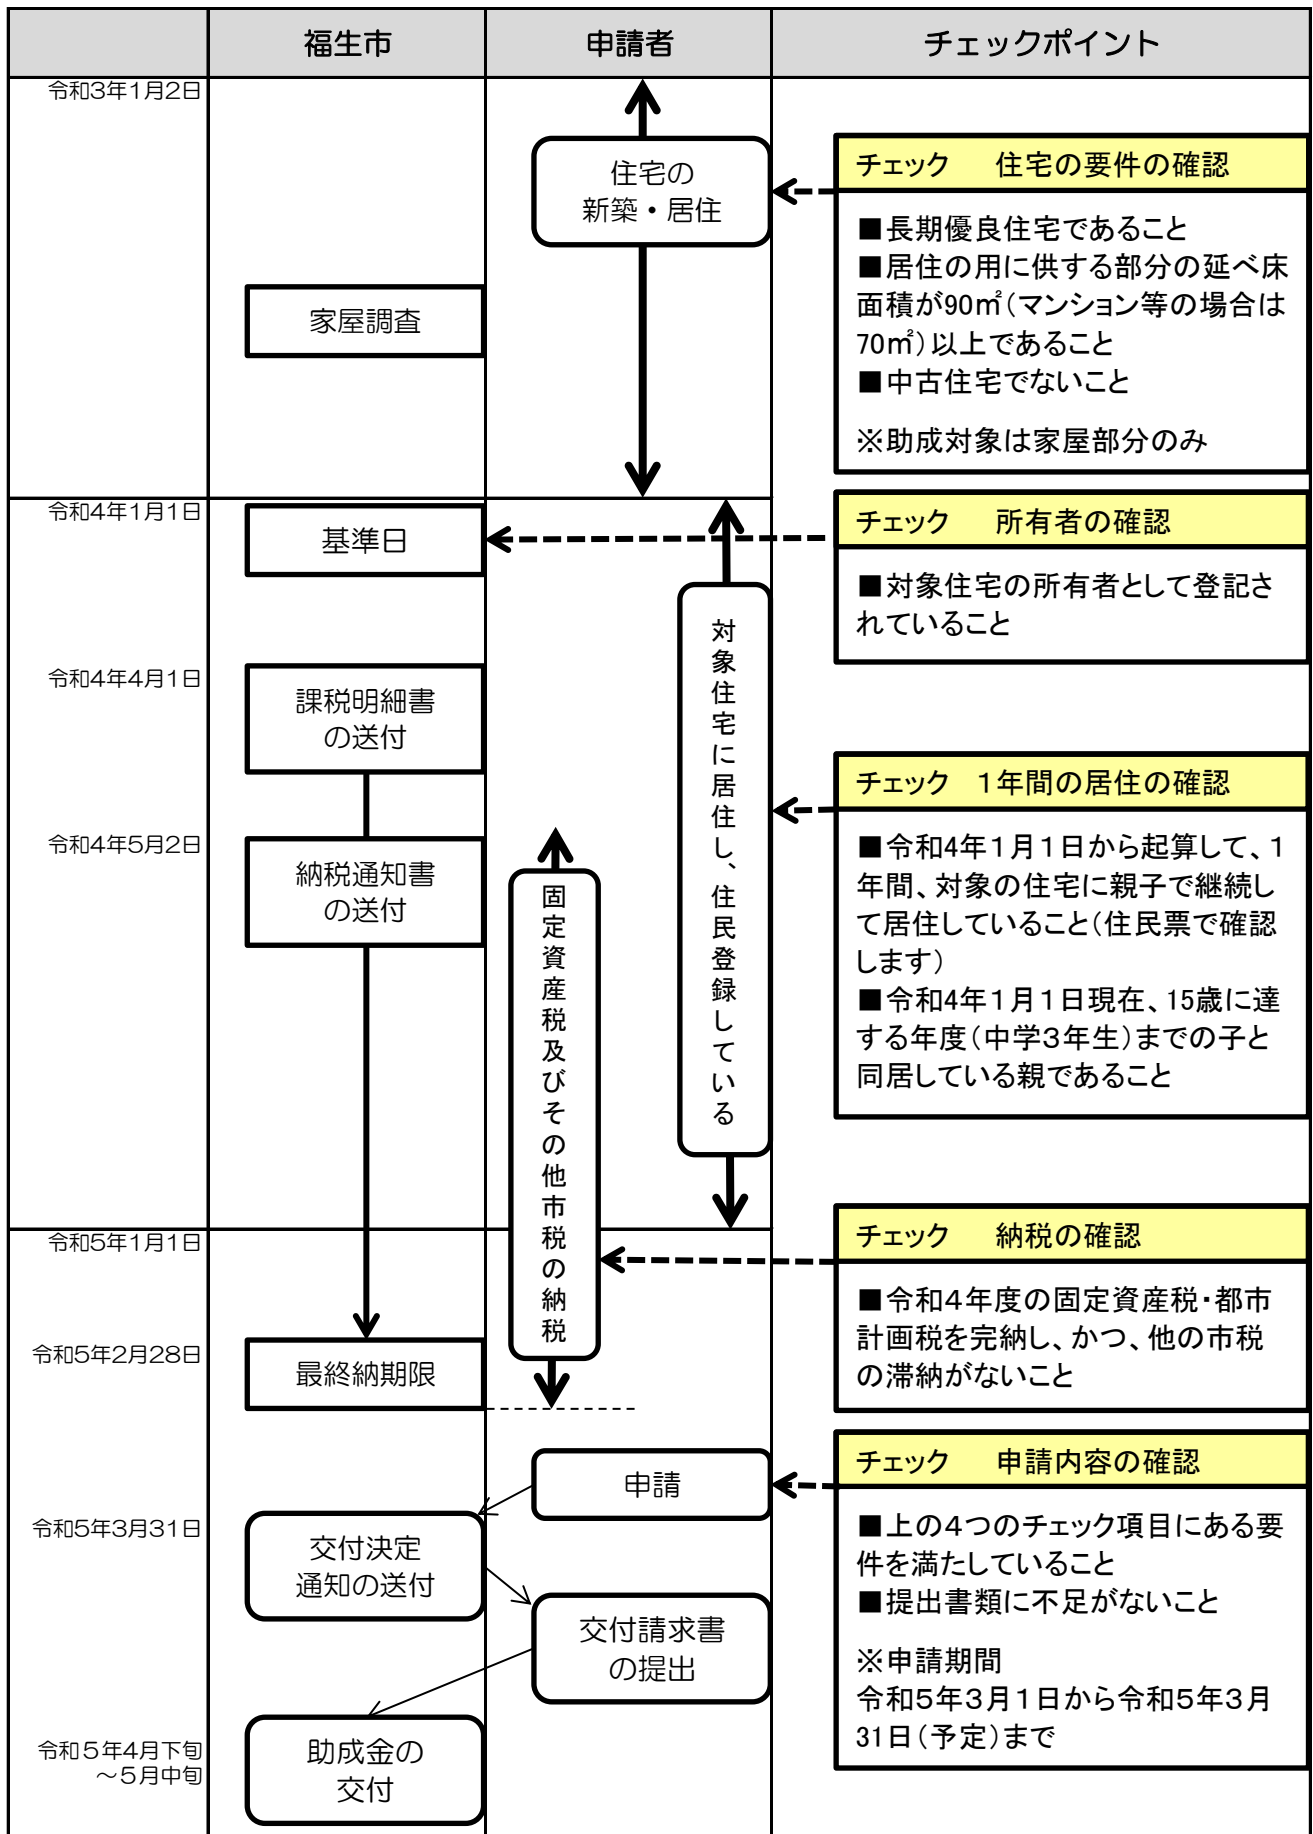 福生市
申請者
チェックポイント
令和3年1月2日
住宅の
新築・居住
チェック　住宅の要件の確認
■長期優良住宅であること
■居住の用に供する部分の延べ床
面積が90㎡（マンション等の場合は
70㎡）以上であること
■中古住宅でないこと
※助成対象は家屋部分のみ
家屋調査
令和4年1月1日
基準日
チェック　所有者の確認
■対象住宅の所有者として登記さ
れていること
対象住宅に居住し、住民登録している
令和4年4月1日
課税明細書
の送付
チェック　1年間の居住の確認
■令和4年1月1日から起算して、1
年間、対象の住宅に親子で継続し
て居住していること（住民票で確認
します）
■令和4年1月1日現在、15歳に達
する年度（中学3年生）までの子と
同居している親であること
令和4年5月2日
納税通知書
の送付
固定資産税及びその他市税の納税
令和5年1月1日
チェック　納税の確認
■令和4年度の固定資産税・都市
計画税を完納し、かつ、他の市税
の滞納がないこと
令和5年2月28日
最終納期限
申請
チェック　申請内容の確認
■上の4つのチェック項目にある要
件を満たしていること
■提出書類に不足がないこと
※申請期間
令和5年3月1日から令和5年3月
31日（予定）まで
令和5年3月31日
交付決定
通知の送付
交付請求書
の提出
令和5年4月下旬
～5月中旬
助成金の
交付